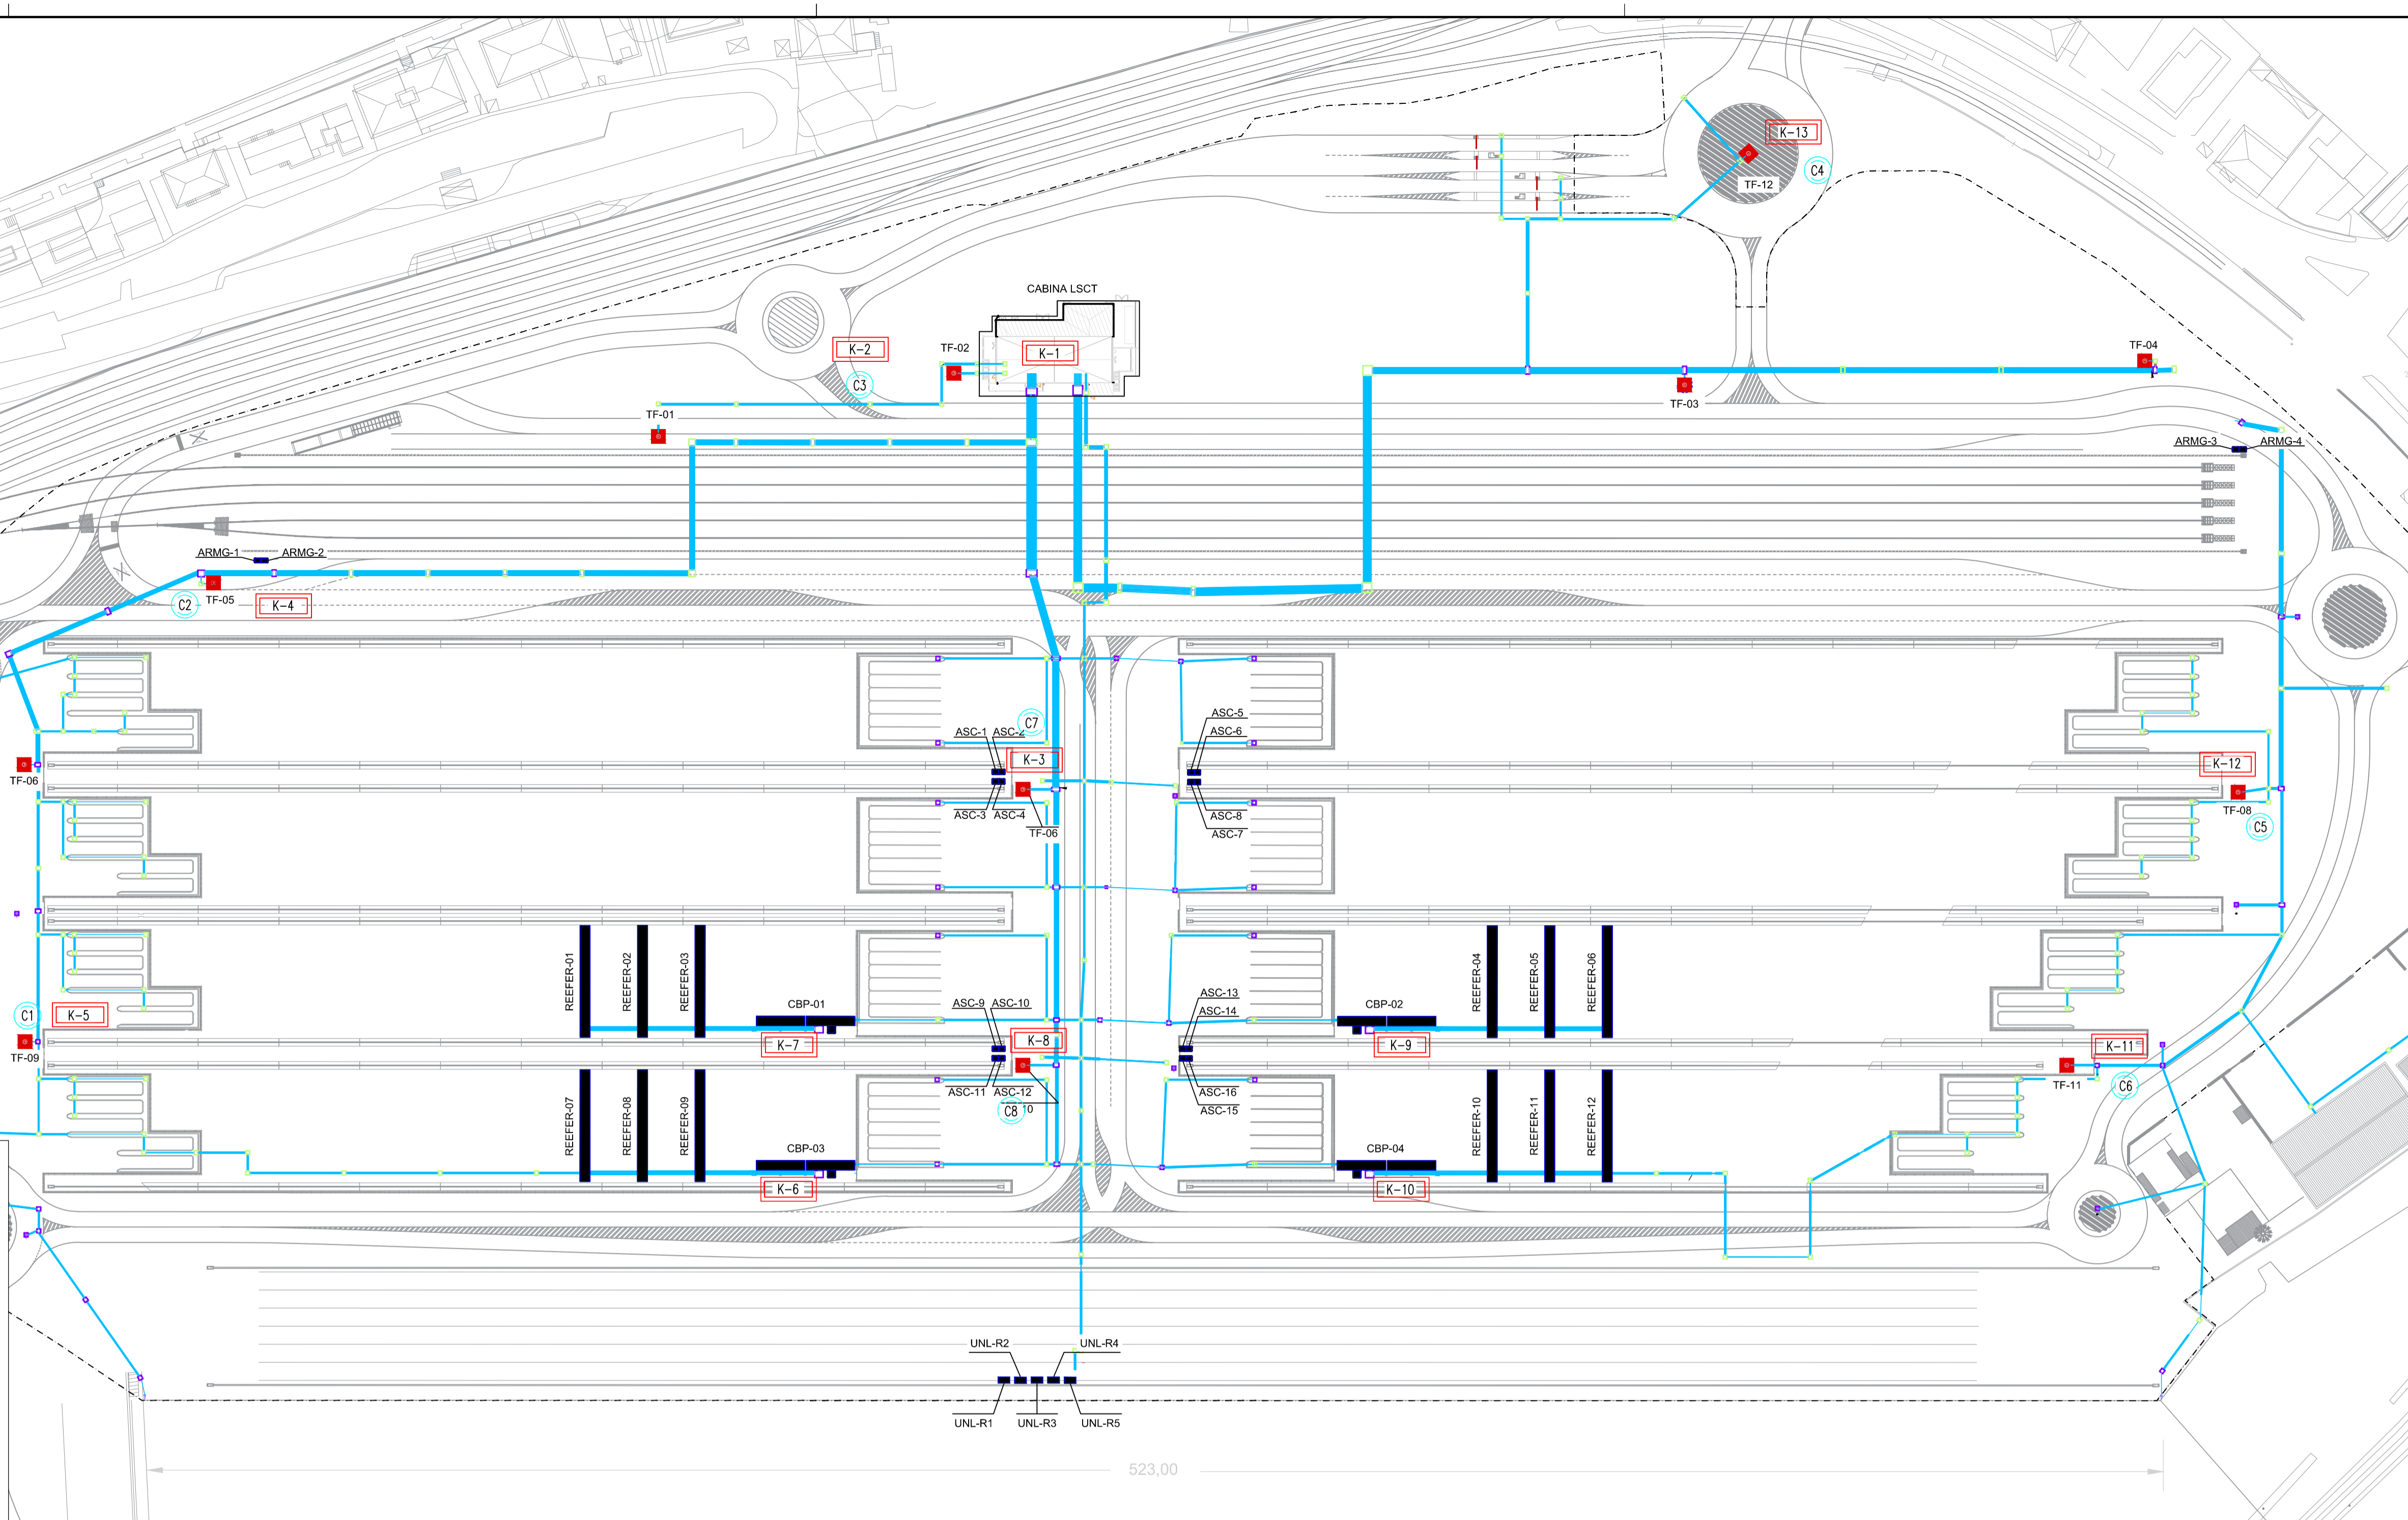 K-13
C4
TF-12
CABINA LSCT
K-2
TF-02
K-1
TF-04
C3
TF-03
TF-01
ARMG-3
ARMG-4
ARMG-1
ARMG-2
C2
TF-05
K-4
C7
ASC-5
ASC-1
ASC-2
ASC-6
K-3
K-12
TF-06
ASC-3
ASC-4
ASC-8
TF-08
TF-06
ASC-7
C5
REEFER-01
REEFER-02
REEFER-03
REEFER-04
REEFER-05
REEFER-06
CBP-01
ASC-9
ASC-10
ASC-13
CBP-02
ASC-14
C1
K-5
K-7
K-8
K-9
K-11
TF-09
TF-11
ASC-11
ASC-12
ASC-16
C6
C8
10
ASC-15
REEFER-07
REEFER-08
REEFER-09
REEFER-10
REEFER-11
REEFER-12
CBP-03
CBP-04
K-6
K-10
UNL-R2
UNL-R4
UNL-R1
UNL-R3
UNL-R5
523,00